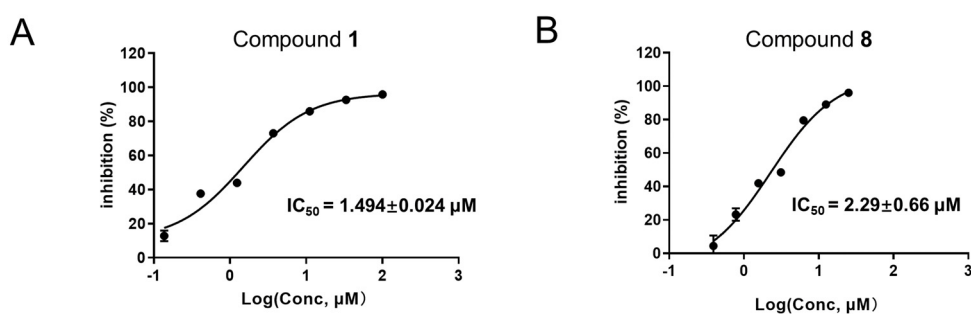 A
Compound 1
inhibition (%)
120
100
80
60
40
20
0
-1
0
1
2
3
IC50 = 1.494±0.024 μM
Log(Conc, μM）
B
Compound 8
inhibition (%)
120
100
80
60
40
20
0
-1
0
1
2
3
IC50 = 2.29±0.66 μM
Log(Conc, μM）